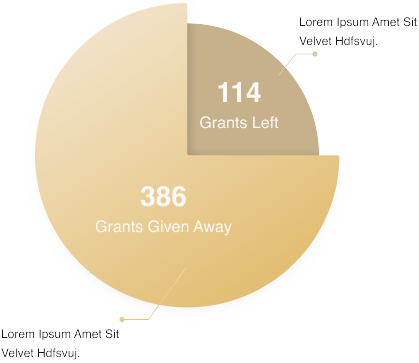 Lorem Ipsum Amet Sit
Velvet Hdfsvuj.
114
Grants Left
386
Grants Given Away
Lorem Ipsum Amet Sit
Velvet Hdfsvuj.